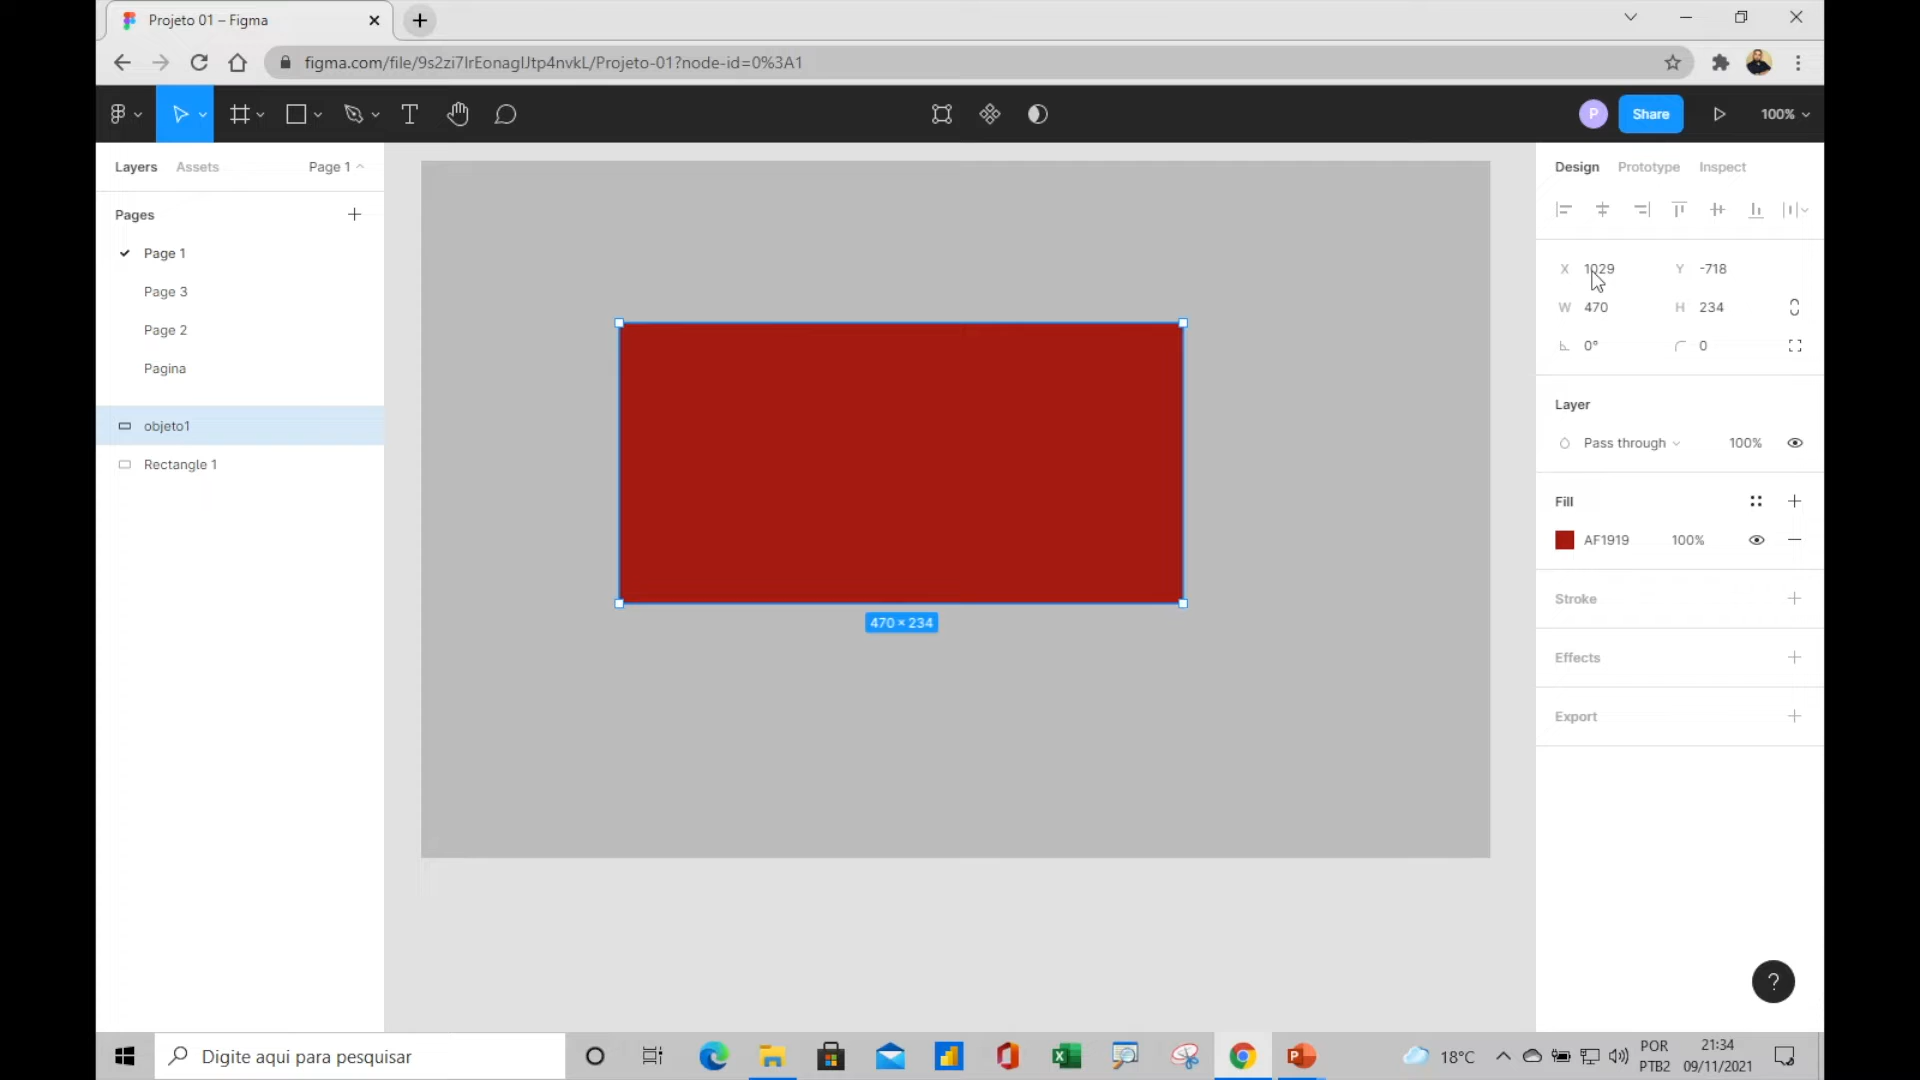 Projeto 01 – Figma
figma.com/file/9s2zi7IrEonaglJtp4nvkL/Projeto-01?node-id=0%3A1
P
Share
100%
Layers
Assets
Page 1
Design
Prototype
Inspect
Pages
Page 1
Page 3
Page 2
Pagina
objeto1
Rectangle 1
470 × 234
X 1029
Y -718
W 470
H 234
0°
0
Layer
Pass through
100%
Fill
AF1919
100%
Stroke
Effects
Export
?
Digite aqui para pesquisar
18°C
POR
PTB2
21:34
09/11/2021